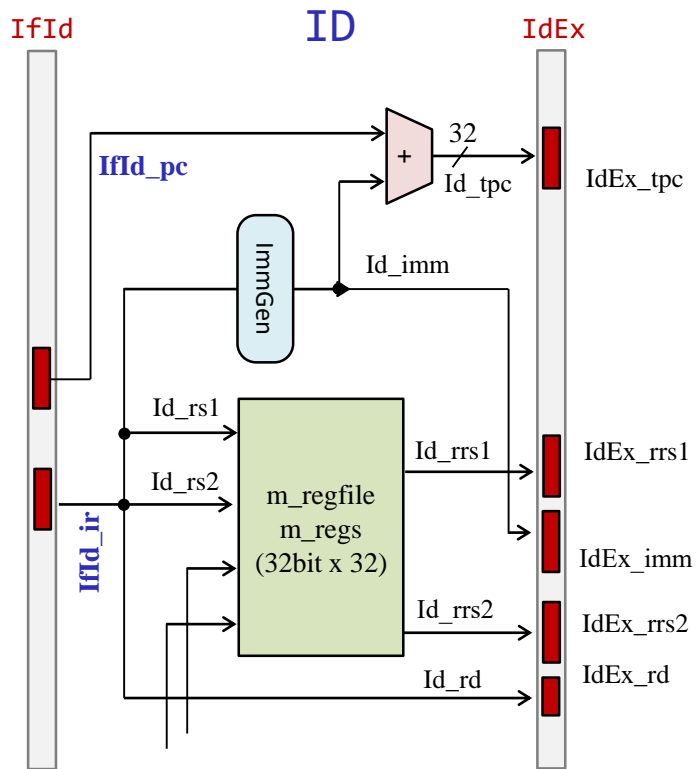 IfId
ID
IdEx
IfId_pc
+
32
Id_tpc
IdEx_tpc
ImmGen
Id_imm
Id_rs1
Id_rs2
IfId_ir
m_regfile
m_regs
(32bit x 32)
Id_rrs1
IdEx_rrs1
IdEx_imm
Id_rrs2
IdEx_rrs2
Id_rd
IdEx_rd